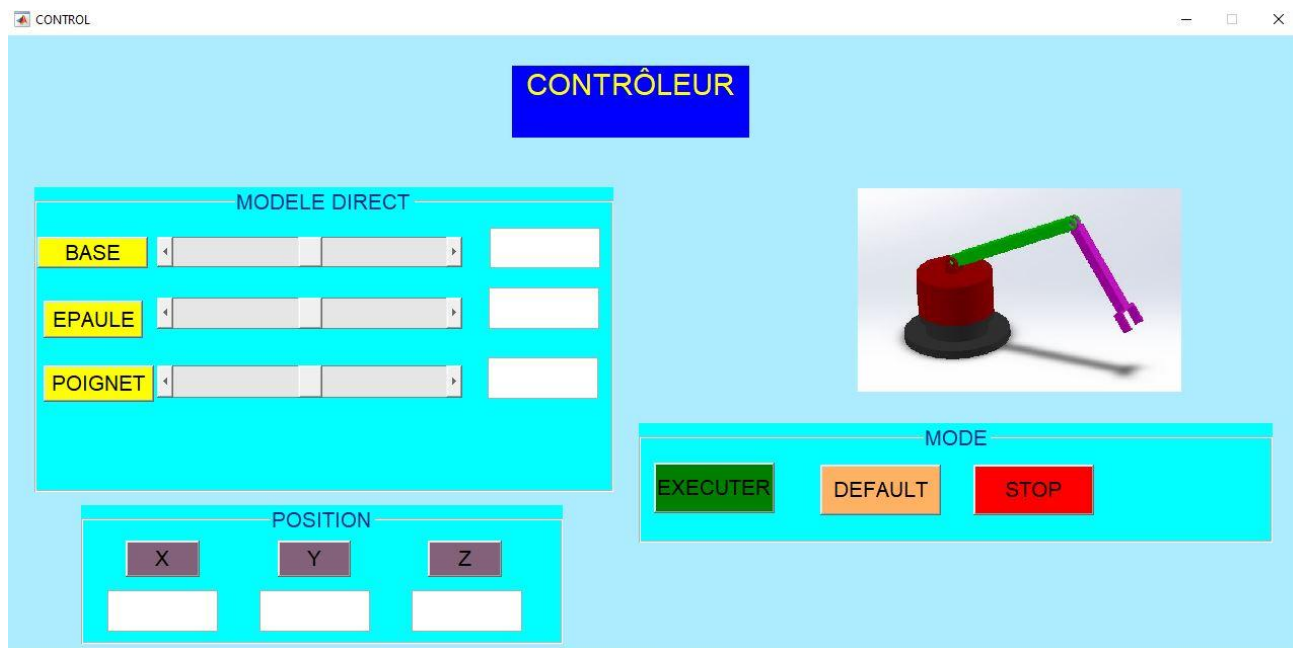 CONTROL
CONTRÔLEUR
MODELE DIRECT
BASE
EPAULE
POIGNET
MODE
EXECUTER DEFAULT STOP
POSITION
X Y Z